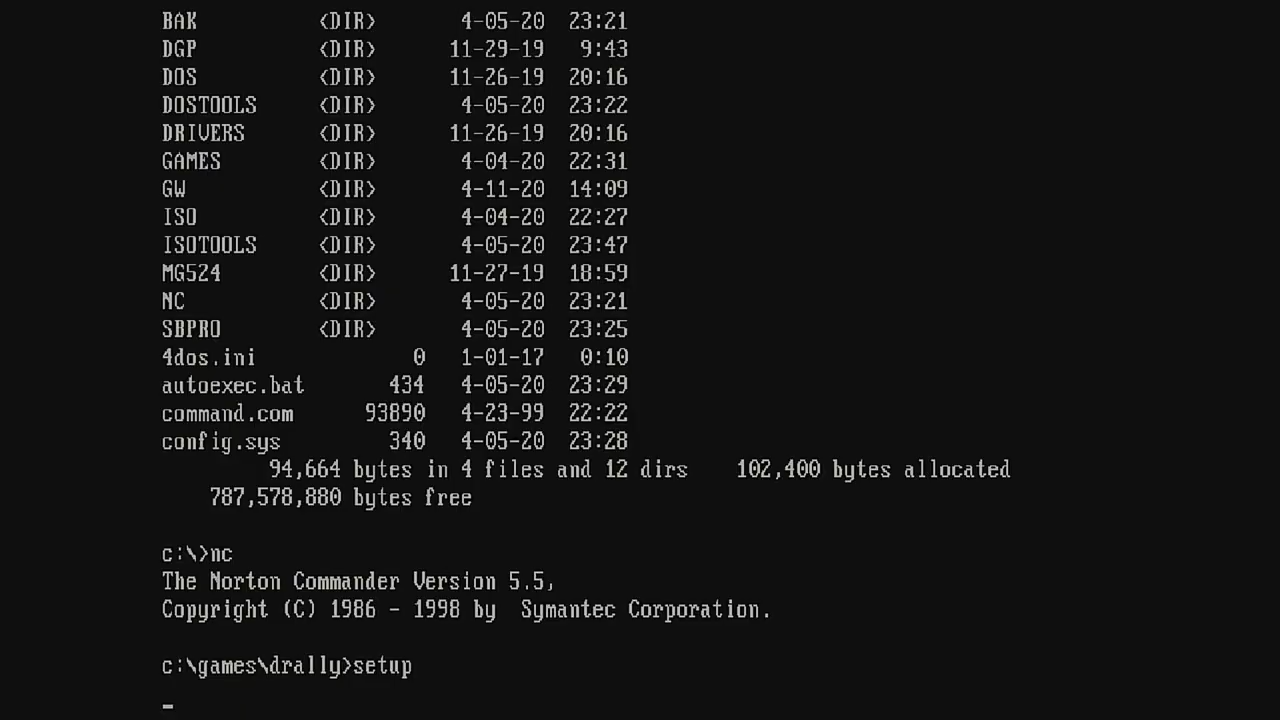 BAK <DIR> 4-05-20 23:21
DGP <DIR> 11-29-19 9:43
DOS <DIR> 11-26-19 20:16
DOSTOOLS <DIR> 4-05-20 23:22
DRIVERS <DIR> 11-26-19 20:16
GAMES <DIR> 4-04-20 22:31
GW <DIR> 4-11-20 14:09
ISO <DIR> 4-04-20 22:27
ISOTOOLS <DIR> 4-05-20 23:47
MG524 <DIR> 11-27-19 18:59
NC <DIR> 4-05-20 23:21
SBPRO <DIR> 4-05-20 23:25
4dos.ini 0 1-01-17 0:10
autoexec.bat 434 4-05-20 23:29
command.com 93890 4-23-99 22:22
config.sys 340 4-05-20 23:28
94,664 bytes in 4 files and 12 dirs 102,400 bytes allocated
787,578,880 bytes free
c:\>nc
The Norton Commander Version 5.5,
Copyright (C) 1986 - 1998 by Symantec Corporation.
c:\games\drally>setup